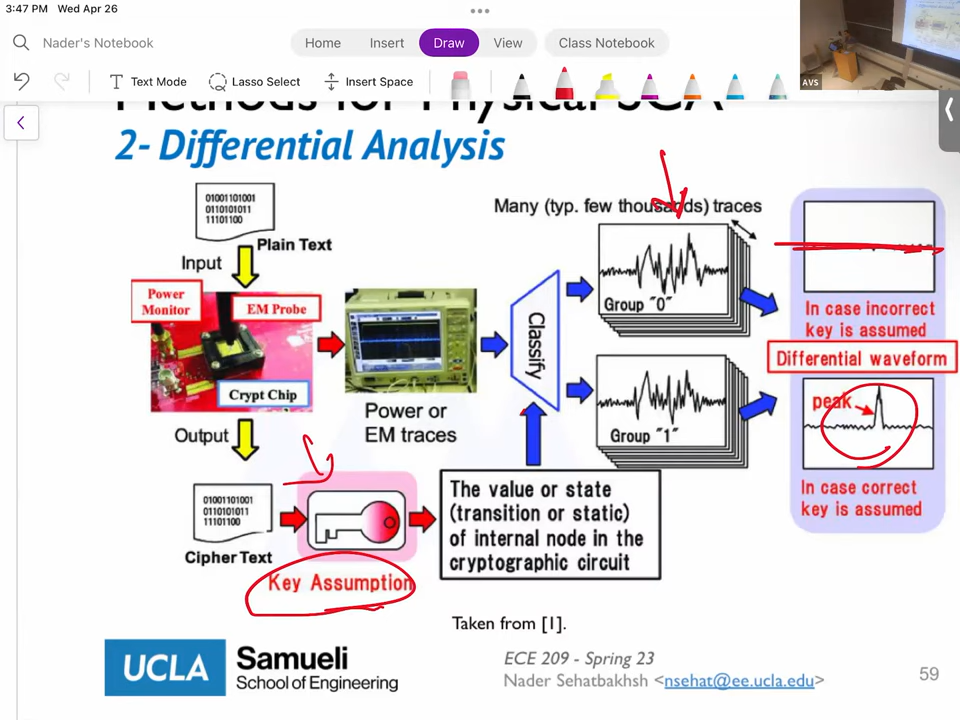 3:47 PM Wed Apr 26
Nader's Notebook
Home
Insert
Draw
View
Class Notebook
Text Mode
Lasso Select
Insert Space
AVS
Methods for Physical SCA
2- Differential Analysis
01001101001
0110101011
11101100
Plain Text
Input
Power
Monitor
EM Probe
Crypt Chip
Output
01001101001
0110101011
11101100
Cipher Text
Key Assumption
Power or
EM traces
Classify
The value or state
(transition or static)
of internal node in the
cryptographic circuit
Many (typ. few thousands) traces
Group "0"
Group "1"
In case incorrect
key is assumed
Differential waveform
peak
In case correct
key is assumed
Taken from [1].
UCLA
Samueli
School of Engineering
ECE 209 - Spring 23
Nader Sehatbakhsh <nsehat@ee.ucla.edu>
59